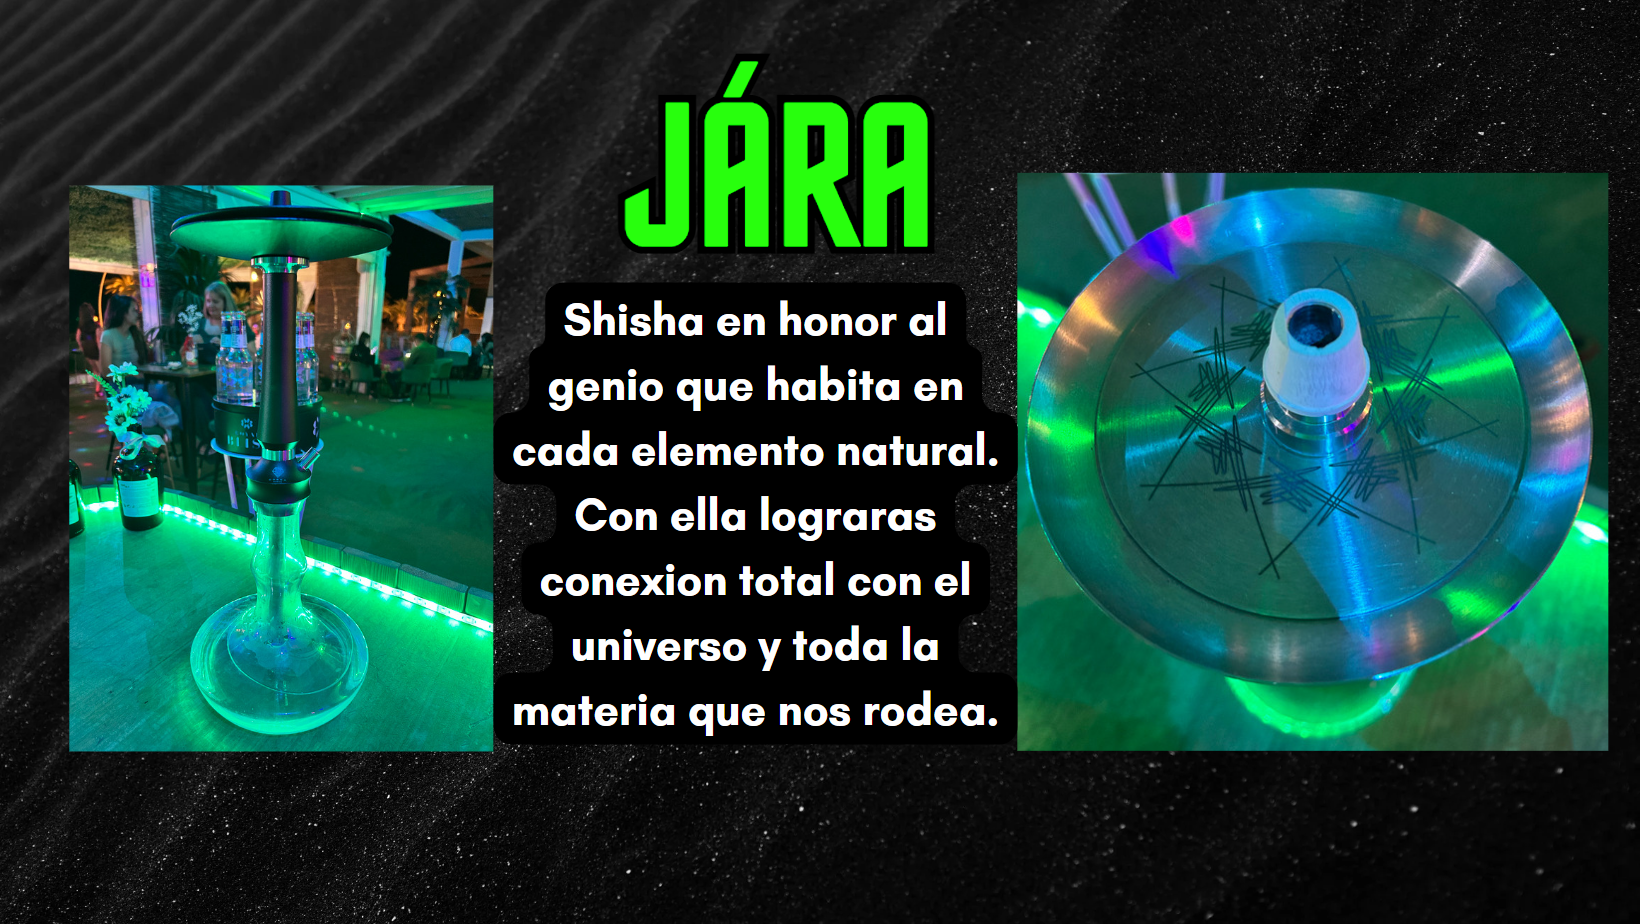 JÁRA
Shisha en honor al
genio que habita en
cada elemento natural.
Con ella lograras
conexion total con el
universo y toda la
materia que nos rodea.